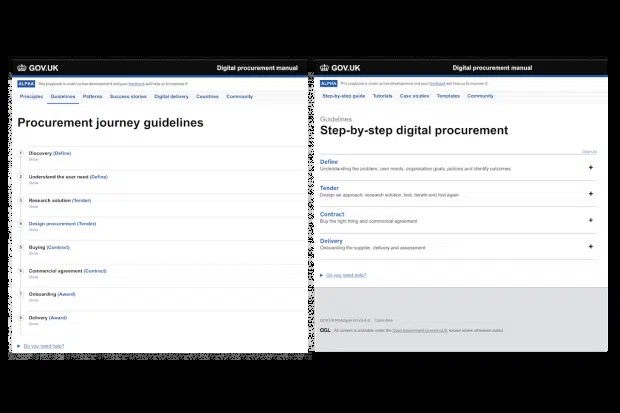 GOV.UK
Digital procurement manual
ALPHA This playbook is under active development and your feedback will help us to improve it
Principles Guidelines Patterns Success stories Digital delivery Countries Community
Procurement journey guidelines
1 Discovery (Define)
Show
2 Understand the user need (Define)
Show
3 Research solution (Tender)
Show
4 Design procurement (Tender)
Show
5 Buying (Contract)
Show
6 Commercial agreement (Contract)
Show
7 Onboarding (Award)
Show
8 Delivery (Award)
Show
Do you need help?
GOV.UK
Digital procurement manual
ALPHA This playbook is under active development and your feedback will help us to improve it
Step-by-step guide Tutorials Case studies Templates Community
Guidelines
Step-by-step digital procurement
Define
Understanding the problem, user needs, organisation goals, policies and identify outcomes
+
Tender
Design an approach, research solution, test, iterate and test again
+
Contract
Buy the right thing and commercial agreement
+
Delivery
Onboarding the supplier, delivery and assessment
+
Do you need help?
OGL All content is available under the Open government licence v3.0, except where otherwise stated